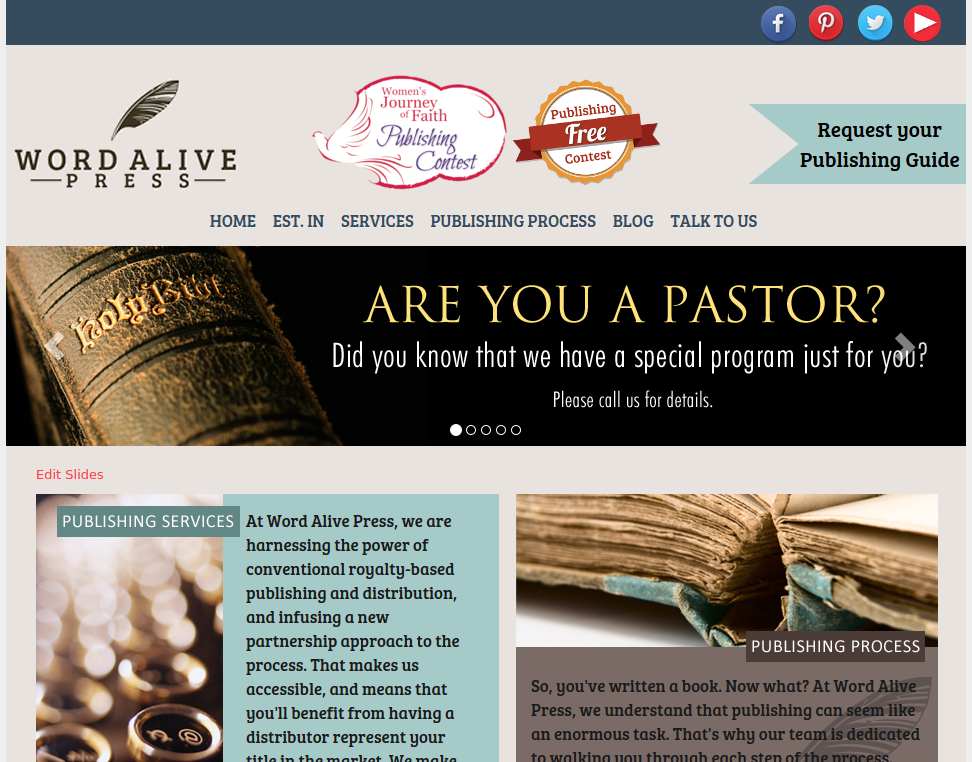 WORD ALIVE
PRESS
Women's
Journey
of Faith
Publishing
Contest
Publishing
Free
Contest
Request your
Publishing Guide
HOME EST. IN SERVICES PUBLISHING PROCESS BLOG TALK TO US
Holy Bible
ARE YOU A PASTOR?
Did you know that we have a special program just for you?
Please call us for details.
Edit Slides
PUBLISHING SERVICES
At Word Alive Press, we are
harnessing the power of
conventional royalty-based
publishing and distribution,
and infusing a new
partnership approach to the
process. That makes us
accessible, and means that
you'll benefit from having a
distributor represent your
title in the market. We make
PUBLISHING PROCESS
So, you've written a book. Now what? At Word Alive
Press, we understand that publishing can seem like
an enormous task. That's why our team is dedicated
to walking you through each step of the process.